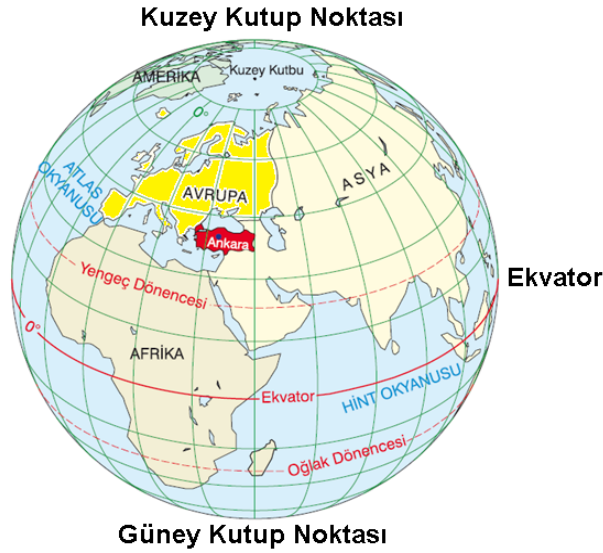 Kuzey Kutup Noktası
AMERİKA
Kuzey Kutbu
0°
ATLAS
OKYANUSU
AVRUPA
ASYA
Ankara
Yengeç Dönencesi
Ekvator
0°
AFRİKA
Ekvator
HİNT OKYANUSU
Oğlak Dönencesi
Güney Kutup Noktası